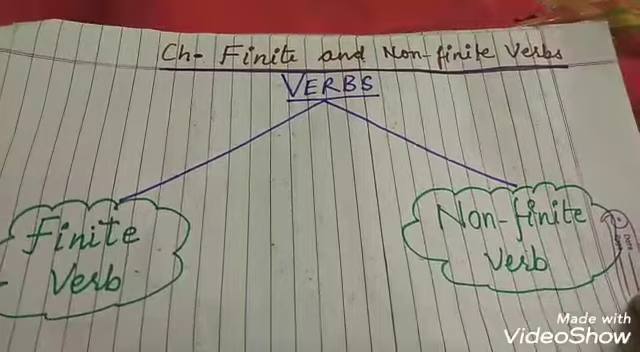 Ch- Finite and Non-finite Verbs
VERBS
Finite
Verb
Non-finite
Verb
Made with
VideoShow